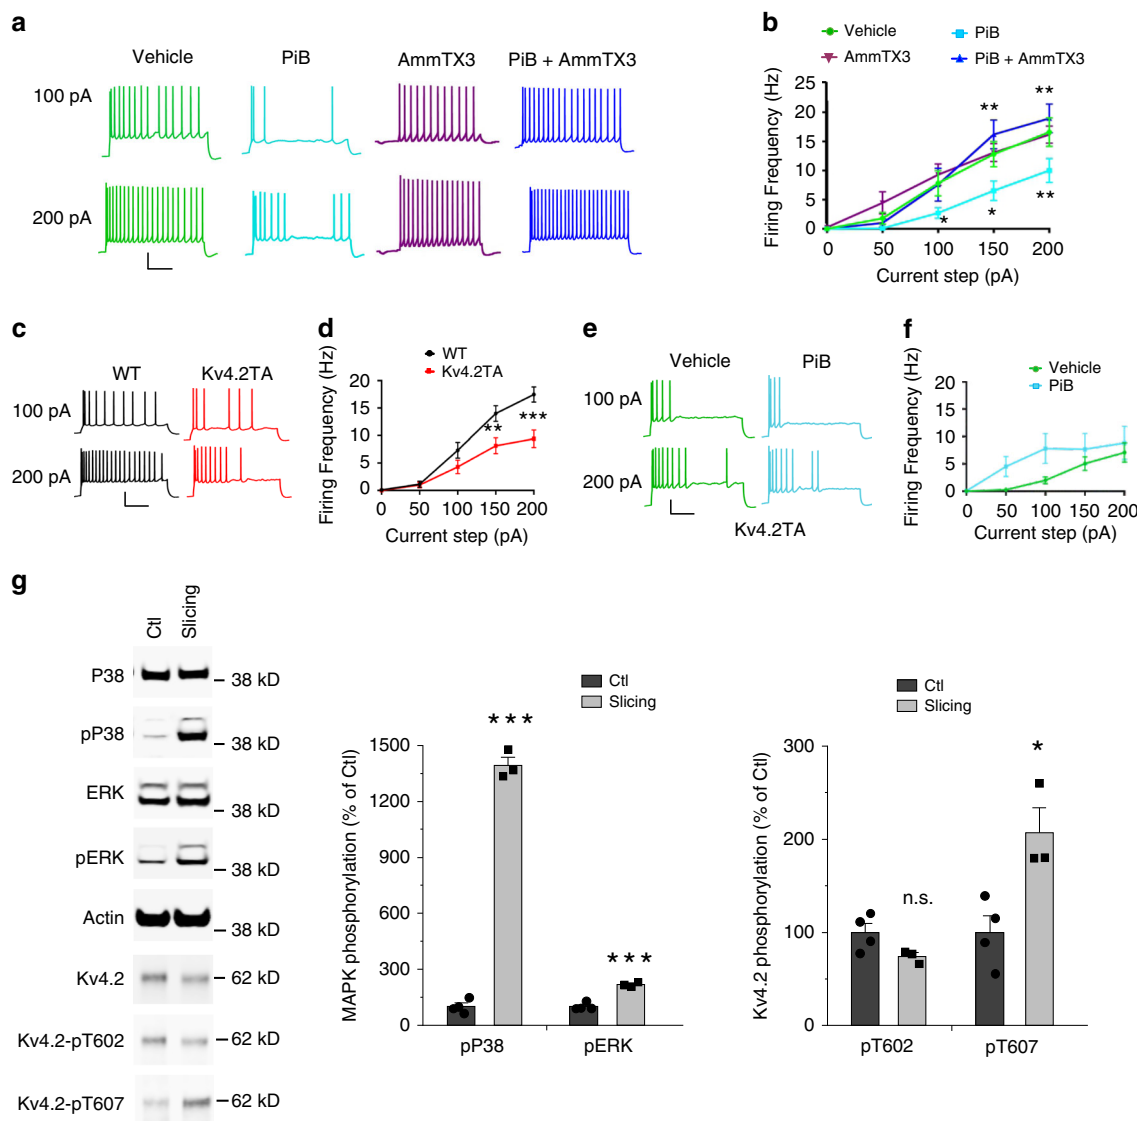 a
Vehicle
PiB
AmmTX3
PiB + AmmTX3
100 pA
200 pA
b
Vehicle
PiB
AmmTX3
PiB + AmmTX3
Firing Frequency (Hz)
25
20
15
10
5
0
** **
* * **
0 50 100 150 200
Current step (pA)
c
WT
Kv4.2TA
100 pA
200 pA
d
WT
Kv4.2TA
Firing Frequency (Hz)
20
15
10
5
0
** ***
0 50 100 150 200
Current step (pA)
e
Vehicle
PiB
100 pA
200 pA
Kv4.2TA
f
Vehicle
PiB
Firing Frequency (Hz)
20
15
10
5
0
0 50 100 150 200
Current step (pA)
g
Ctl
Slicing
P38
38 kD
pP38
38 kD
ERK
38 kD
pERK
38 kD
Actin
38 kD
Kv4.2
62 kD
Kv4.2-pT602
62 kD
Kv4.2-pT607
62 kD
Ctl
Slicing
MAPK phosphorylation (% of Ctl)
1500
1200
900
600
300
0
***
***
pP38
pERK
Ctl
Slicing
Kv4.2 phosphorylation (% of Ctl)
300
200
100
0
n.s.
*
pT602
pT607